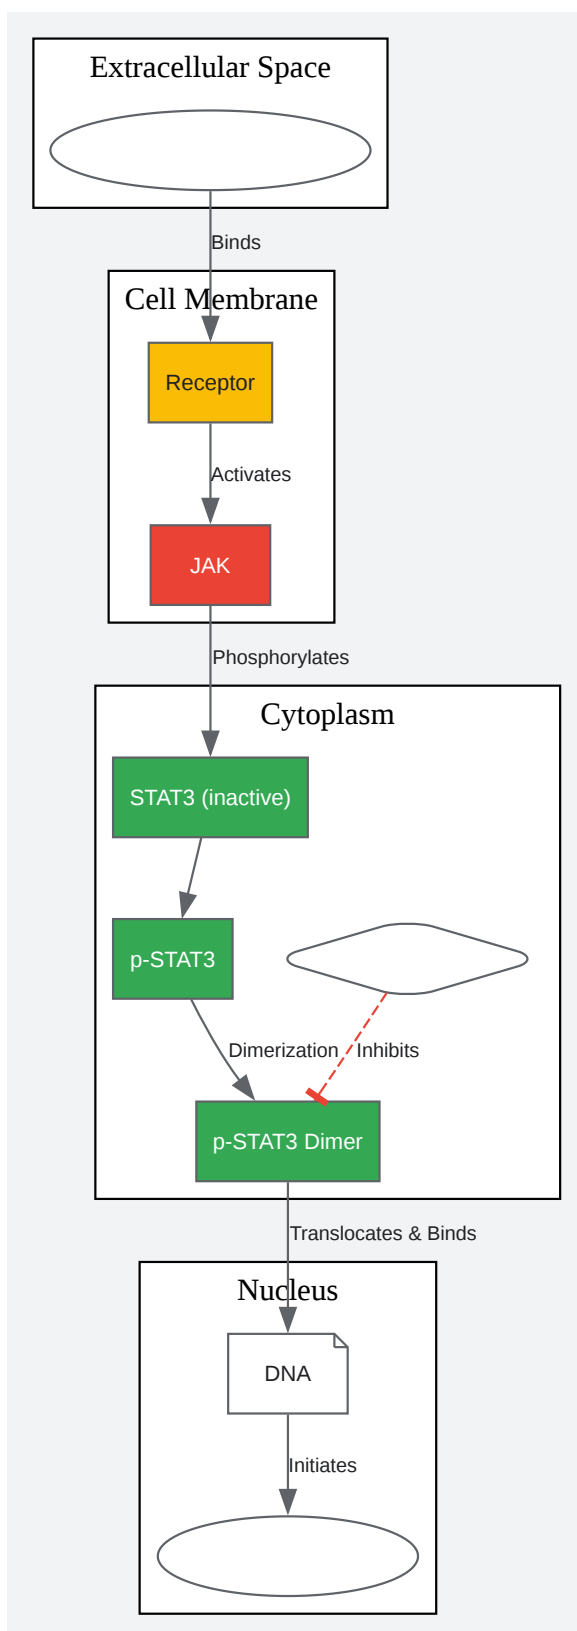 Extracellular Space
Binds
Cell Membrane
Receptor
Activates
JAK
Phosphorylates
Cytoplasm
STAT3 (inactive)
p-STAT3
Dimerization
Inhibits
p-STAT3 Dimer
Translocates & Binds
Nucleus
DNA
Initiates